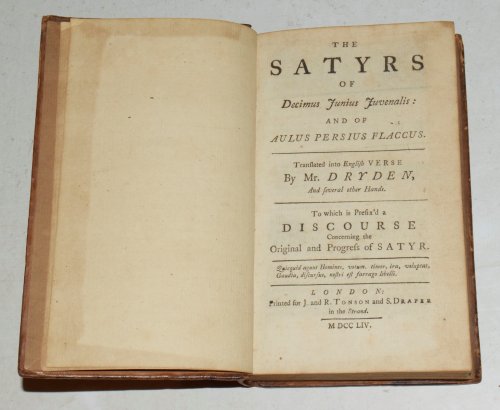 THE
SATYRS
OF
Decimus Junius Juvenalis:
AND OF
AULUS PERSIUS FLACCUS.
Translated into English VERSE
By Mr. DRYDEN,
And ſeveral other Hands.
To which is Prefix'd a
DISCOURSE
Concerning the
Original and Progreſs of SATYR.
Quicquid agunt Homines, votum, timor, ira, voluptas,
Gaudia, diſcurſus, noſtri eſt farrago libelli.
LONDON:
Printed for J. and R. TONSON and S. DRAPER
in the Strand.
M DCC LIV.